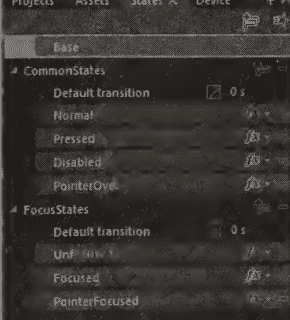 Projects Assets States Device
Base
CommonStates
Default transition 0 s
Normal
Pressed
Disabled
PointerOver
FocusStates
Default transition 0 s
Focused
PointerFocused